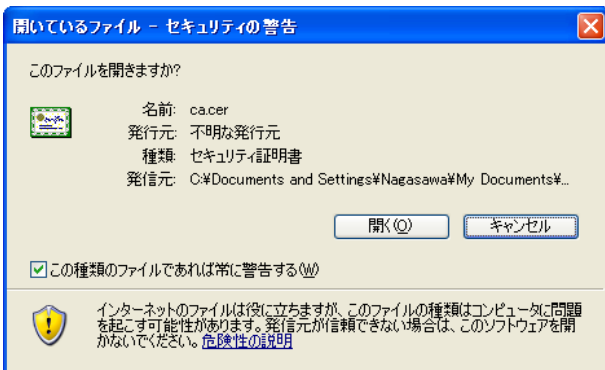 開いているファイル - セキュリティの警告
このファイルを開きますか?
名前: ca.cer
発行元: 不明な発行元
種類: セキュリティ証明書
発信元: C:¥Documents and Settings¥Nagasawa¥My Documents¥...
開く(O)
キャンセル
この種類のファイルであれば常に警告する(W)
インターネットのファイルは役に立ちますが、このファイルの種類はコンピュータに問題
を起こす可能性があります。発信元が信頼できない場合は、このソフトウェアを開
かないでください。危険性の説明